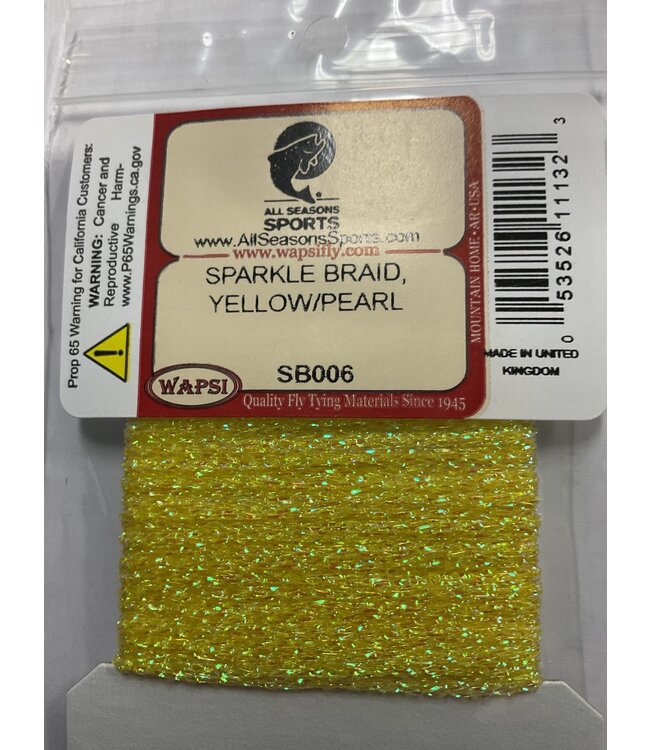 Prop 65 Warning for California Customers:
WARNING: Cancer and
Reproductive Harm-
www.P65Warnings.ca.gov
ALL SEASONS
SPORTS
www.AllSeasonsSports.com
www.wapsifly.com
SPARKLE BRAID,
YELLOW/PEARL
SB006
WAPSI
Quality Fly Tying Materials Since 1945
MOUNTAIN HOME·AR·USA
0 53526 11132 3
MADE IN UNITED
KINGDOM